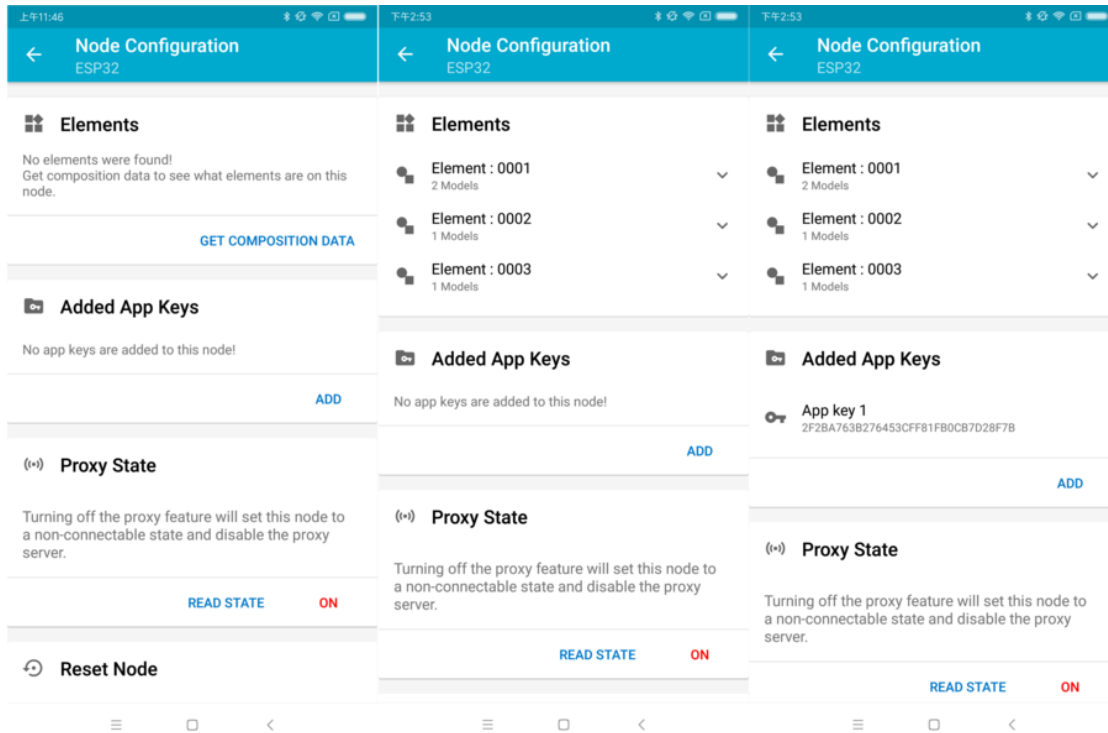 上午11:46
Node Configuration
ESP32
Elements
No elements were found!
Get composition data to see what elements are on this
node.
GET COMPOSITION DATA
Added App Keys
No app keys are added to this node!
ADD
Proxy State
Turning off the proxy feature will set this node to
a non-connectable state and disable the proxy
server.
READ STATE
ON
Reset Node
下午2:53
Node Configuration
ESP32
Elements
Element : 0001
2 Models
Element : 0002
1 Models
Element : 0003
1 Models
Added App Keys
No app keys are added to this node!
ADD
Proxy State
Turning off the proxy feature will set this node to
a non-connectable state and disable the proxy
server.
READ STATE
ON
下午2:53
Node Configuration
ESP32
Elements
Element : 0001
2 Models
Element : 0002
1 Models
Element : 0003
1 Models
Added App Keys
App key 1
2F2BA763B276453CFF81FB0CB7D28F7B
ADD
Proxy State
Turning off the proxy feature will set this node to
a non-connectable state and disable the proxy
server.
READ STATE
ON